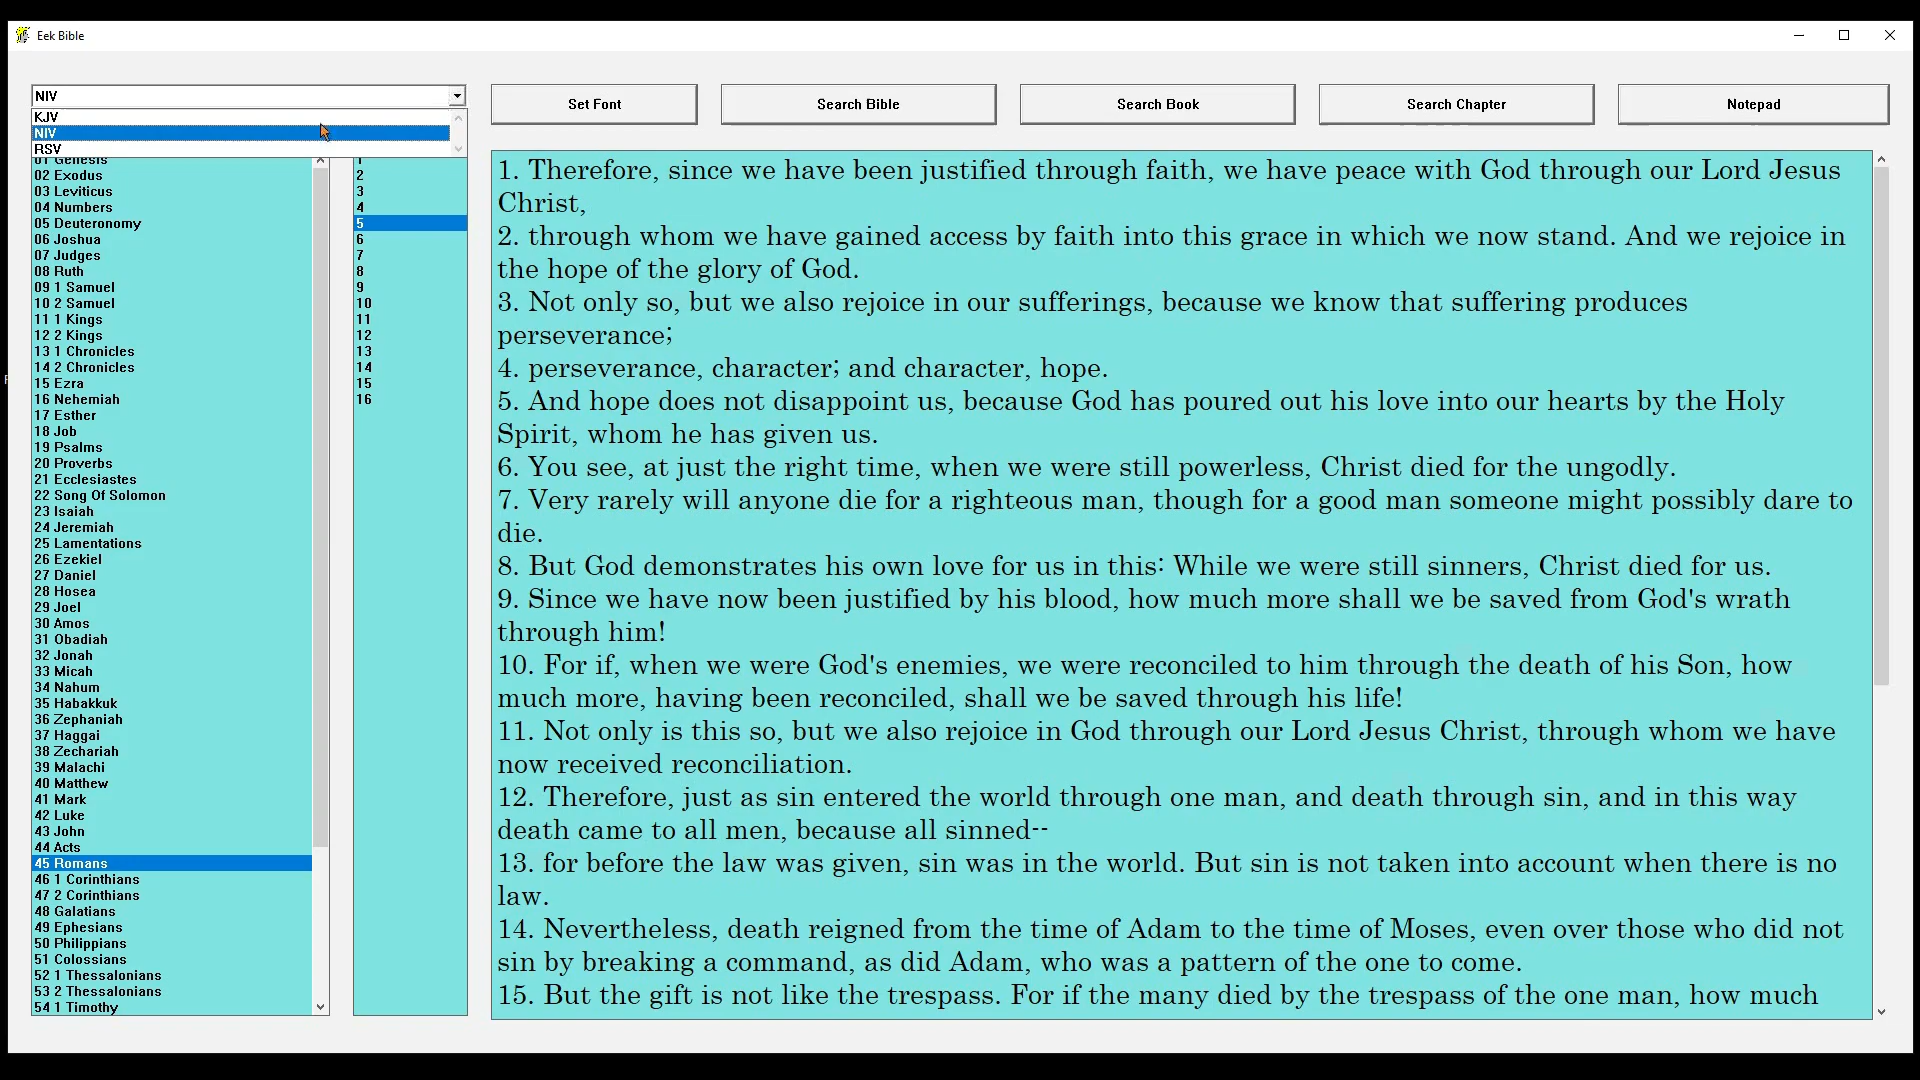 Eek Bible
NIV
KJV
NIV
RSV
Set Font
Search Bible
Search Book
Search Chapter
Notepad
01 Genesis
02 Exodus
03 Leviticus
04 Numbers
05 Deuteronomy
06 Joshua
07 Judges
08 Ruth
09 1 Samuel
10 2 Samuel
11 1 Kings
12 2 Kings
13 1 Chronicles
14 2 Chronicles
15 Ezra
16 Nehemiah
17 Esther
18 Job
19 Psalms
20 Proverbs
21 Ecclesiastes
22 Song Of Solomon
23 Isaiah
24 Jeremiah
25 Lamentations
26 Ezekiel
27 Daniel
28 Hosea
29 Joel
30 Amos
31 Obadiah
32 Jonah
33 Micah
34 Nahum
35 Habakkuk
36 Zephaniah
37 Haggai
38 Zechariah
39 Malachi
40 Matthew
41 Mark
42 Luke
43 John
44 Acts
45 Romans
46 1 Corinthians
47 2 Corinthians
48 Galatians
49 Ephesians
50 Philippians
51 Colossians
52 1 Thessalonians
53 2 Thessalonians
54 1 Timothy
1
2
3
4
5
6
7
8
9
10
11
12
13
14
15
16
1. Therefore, since we have been justified through faith, we have peace with God through our Lord Jesus
Christ,
2. through whom we have gained access by faith into this grace in which we now stand. And we rejoice in
the hope of the glory of God.
3. Not only so, but we also rejoice in our sufferings, because we know that suffering produces
perseverance;
4. perseverance, character; and character, hope.
5. And hope does not disappoint us, because God has poured out his love into our hearts by the Holy
Spirit, whom he has given us.
6. You see, at just the right time, when we were still powerless, Christ died for the ungodly.
7. Very rarely will anyone die for a righteous man, though for a good man someone might possibly dare to
die.
8. But God demonstrates his own love for us in this: While we were still sinners, Christ died for us.
9. Since we have now been justified by his blood, how much more shall we be saved from God's wrath
through him!
10. For if, when we were God's enemies, we were reconciled to him through the death of his Son, how
much more, having been reconciled, shall we be saved through his life!
11. Not only is this so, but we also rejoice in God through our Lord Jesus Christ, through whom we have
now received reconciliation.
12. Therefore, just as sin entered the world through one man, and death through sin, and in this way
death came to all men, because all sinned--
13. for before the law was given, sin was in the world. But sin is not taken into account when there is no
law.
14. Nevertheless, death reigned from the time of Adam to the time of Moses, even over those who did not
sin by breaking a command, as did Adam, who was a pattern of the one to come.
15. But the gift is not like the trespass. For if the many died by the trespass of the one man, how much